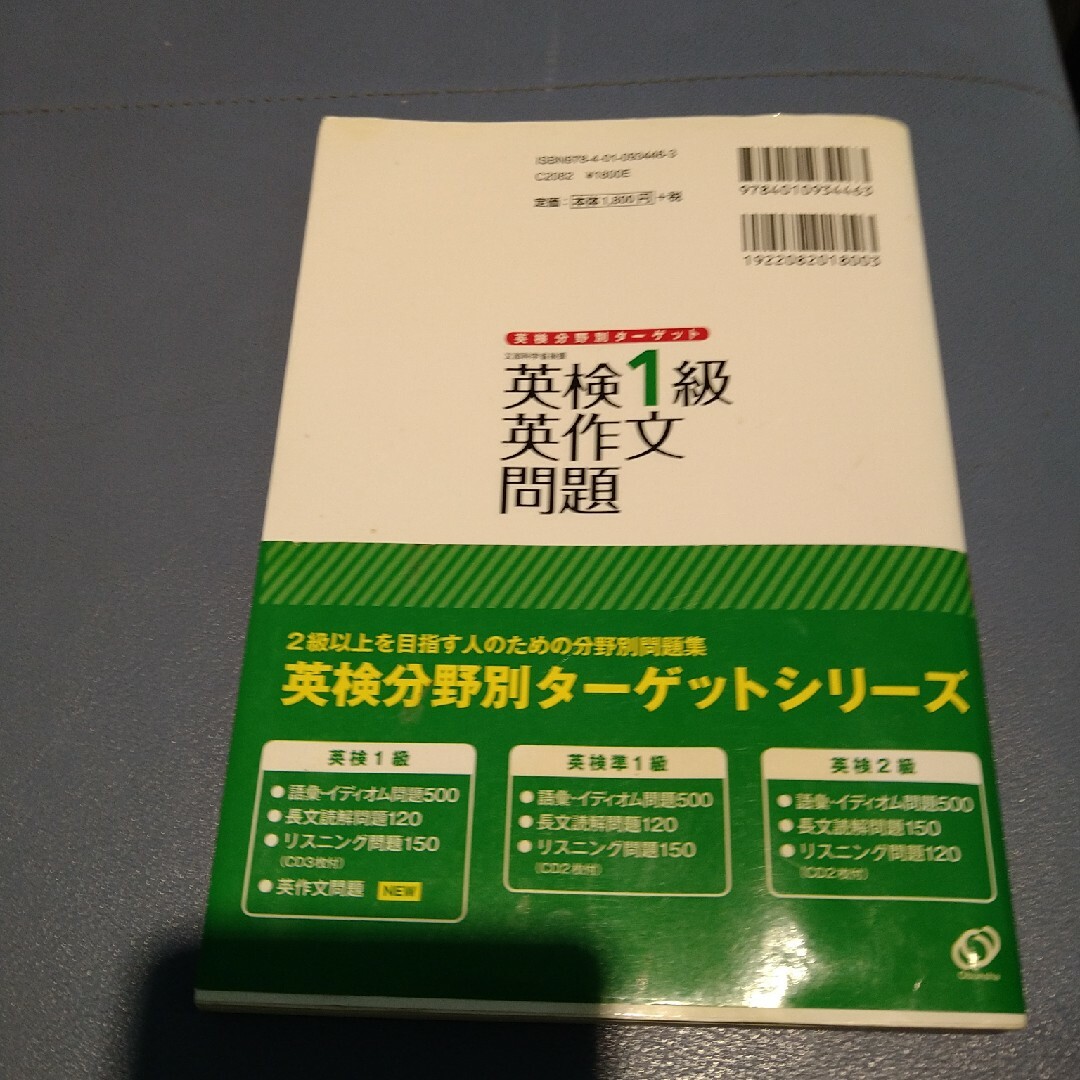 ISBN978-4-01-093446-3
C2082 ¥1800E
定価：本体1,800円+税
9784010934463
1922082018003
英検分野別ターゲット
文部科学省後援
英検1級
英作文
問題
2級以上を目指す人のための分野別問題集
英検分野別ターゲットシリーズ
英検1級
●語彙・イディオム問題500
●長文読解問題120
●リスニング問題150
（CD3枚付）
●英作文問題 NEW
英検準1級
●語彙・イディオム問題500
●長文読解問題120
●リスニング問題150
（CD2枚付）
英検2級
●語彙・イディオム問題500
●長文読解問題150
●リスニング問題120
（CD2枚付）
Obunsha